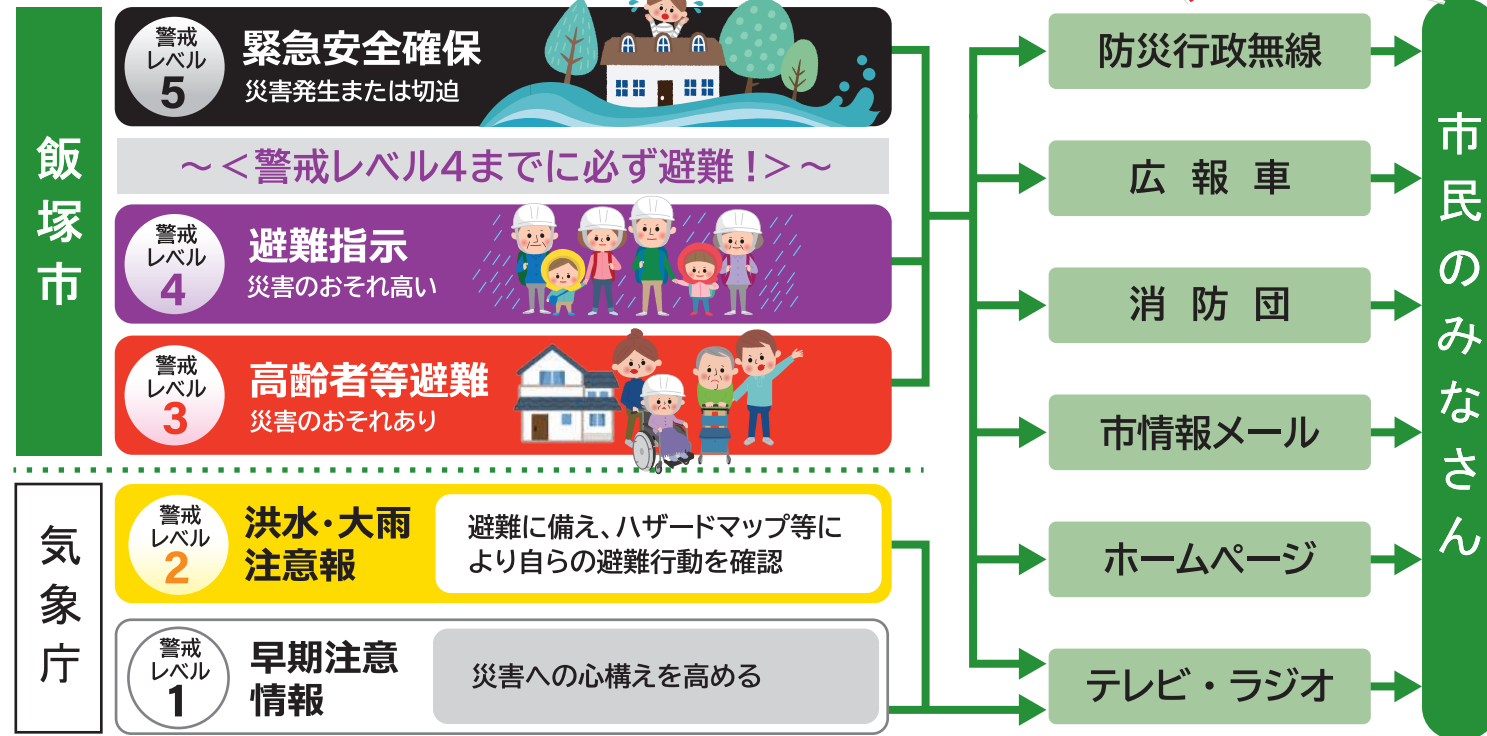 飯塚市
警戒
レベル
5
緊急安全確保
災害発生または切迫
～＜警戒レベル4までに必ず避難！＞～
警戒
レベル
4
避難指示
災害のおそれ高い
警戒
レベル
3
高齢者等避難
災害のおそれあり
気象庁
警戒
レベル
2
洪水・大雨
注意報
避難に備え、ハザードマップ等に
より自らの避難行動を確認
警戒
レベル
1
早期注意
情報
災害への心構えを高める
防災行政無線
広報車
消防団
市情報メール
ホームページ
テレビ・ラジオ
市民のみなさん